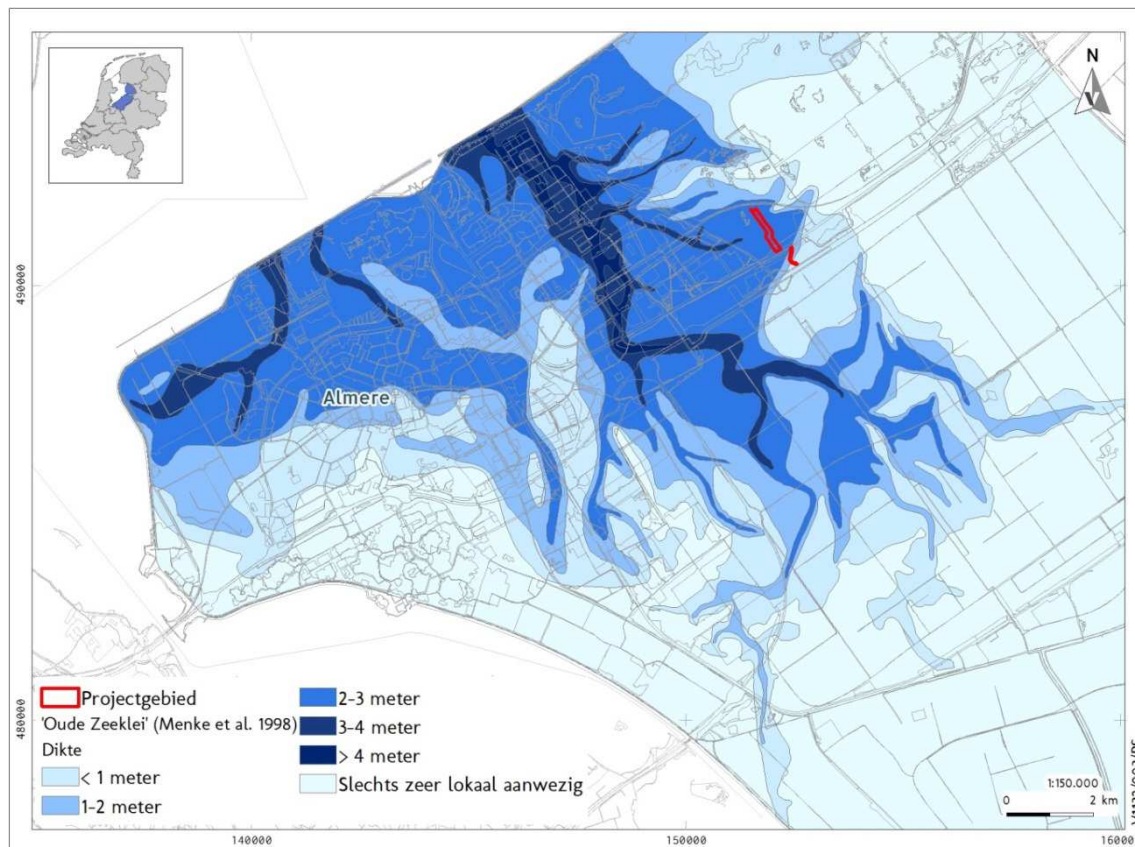 N
490000
Almere
480000
Projectgebied
'Oude Zeeklei' (Menke et al. 1998)
Dikte
< 1 meter
1-2 meter
2-3 meter
3-4 meter
> 4 meter
Slechts zeer lokaal aanwezig
1:150.000
0 2 km
140000
150000
16000